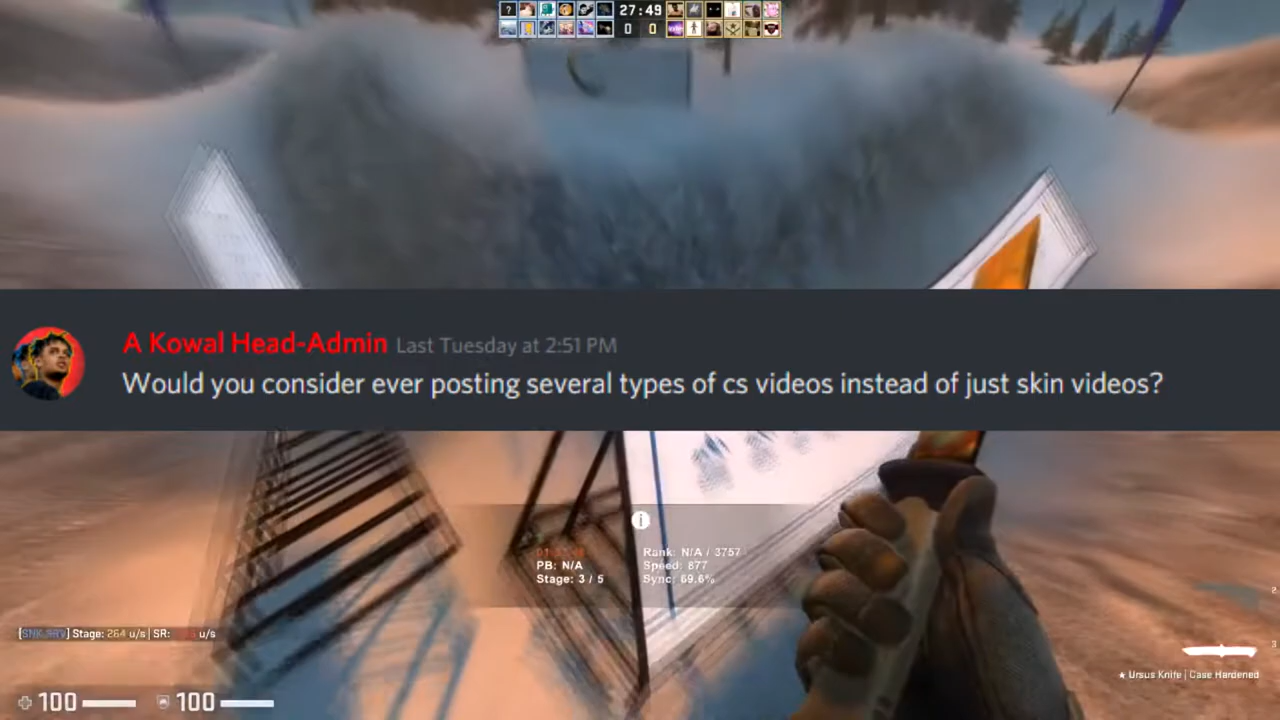 27:49
0 0
A Kowal Head-Admin Last Tuesday at 2:51 PM
Would you consider ever posting several types of cs videos instead of just skin videos?
PB: N/A
Stage: 3 / 5
Rank: N/A / 3757
Speed: 877
Sync: 69.6%
Stage: 264 u/s | SR: u/s
100 100
★ Ursus Knife | Case Hardened
2
3